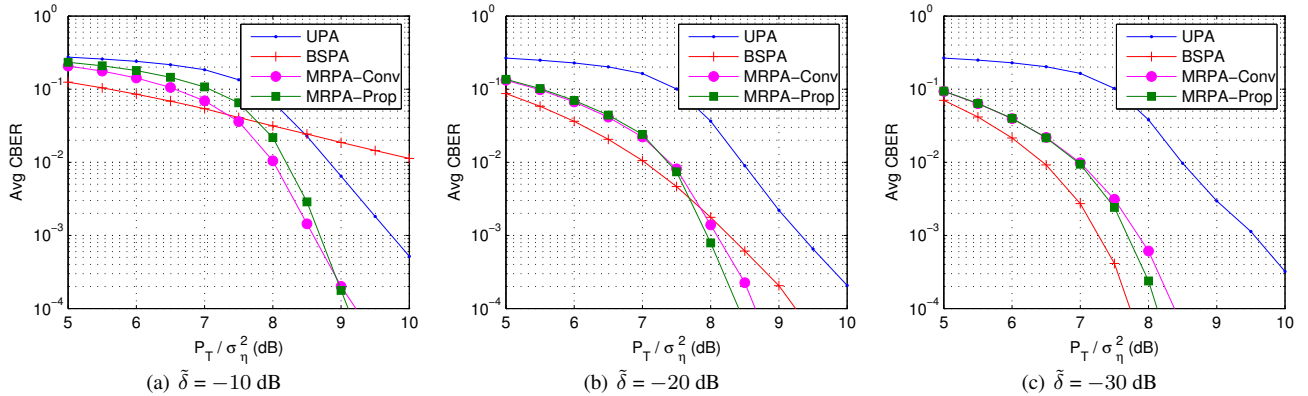 10^0
10^-1
10^-2
10^-3
10^-4
Avg CBER
5 6 7 8 9 10
P_T / σ_η^2 (dB)
UPA
BSPA
MRPA-Conv
MRPA-Prop
(a) δ̃ = −10 dB
10^0
10^-1
10^-2
10^-3
10^-4
Avg CBER
5 6 7 8 9 10
P_T / σ_η^2 (dB)
UPA
BSPA
MRPA-Conv
MRPA-Prop
(b) δ̃ = −20 dB
10^0
10^-1
10^-2
10^-3
10^-4
Avg CBER
5 6 7 8 9 10
P_T / σ_η^2 (dB)
UPA
BSPA
MRPA-Conv
MRPA-Prop
(c) δ̃ = −30 dB